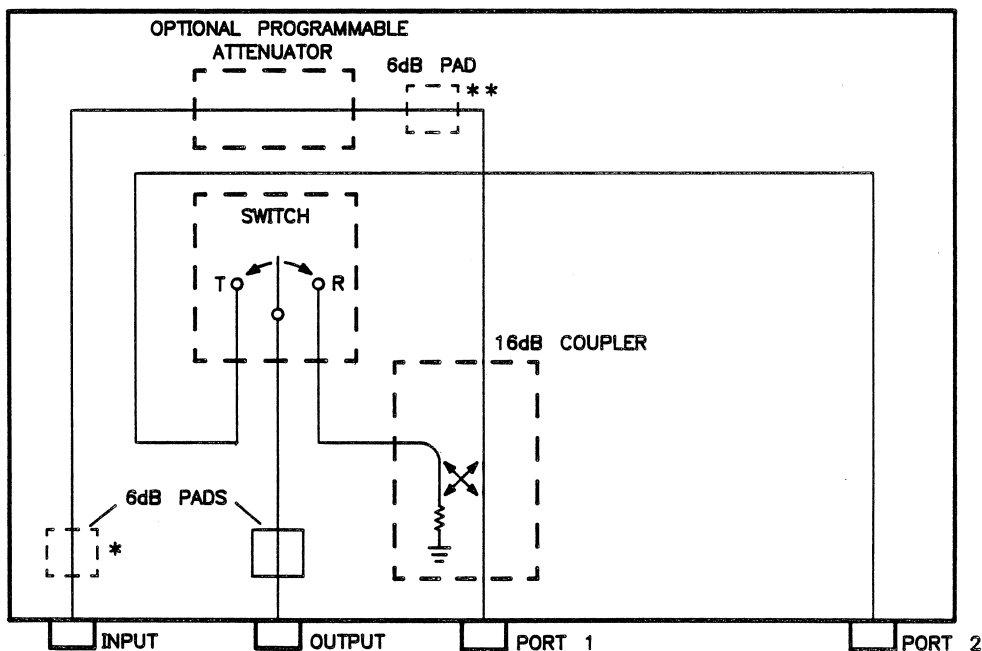 OPTIONAL PROGRAMMABLE
ATTENUATOR
6dB PAD
**
SWITCH
T
R
16dB COUPLER
6dB PADS
*
INPUT
OUTPUT
PORT 1
PORT 2